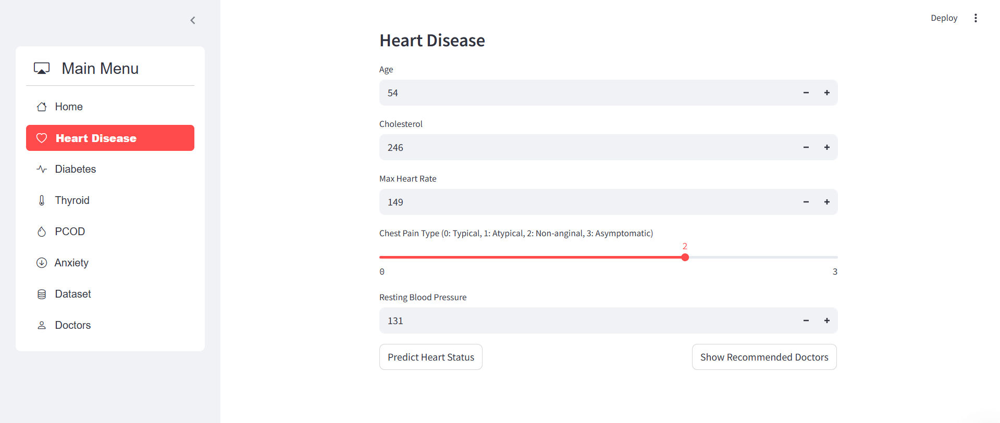 Main Menu
Home
Heart Disease
Diabetes
Thyroid
PCOD
Anxiety
Dataset
Doctors
Deploy
Heart Disease
Age
54
Cholesterol
246
Max Heart Rate
149
Chest Pain Type (0: Typical, 1: Atypical, 2: Non-anginal, 3: Asymptomatic)
2
0 3
Resting Blood Pressure
131
Predict Heart Status Show Recommended Doctors